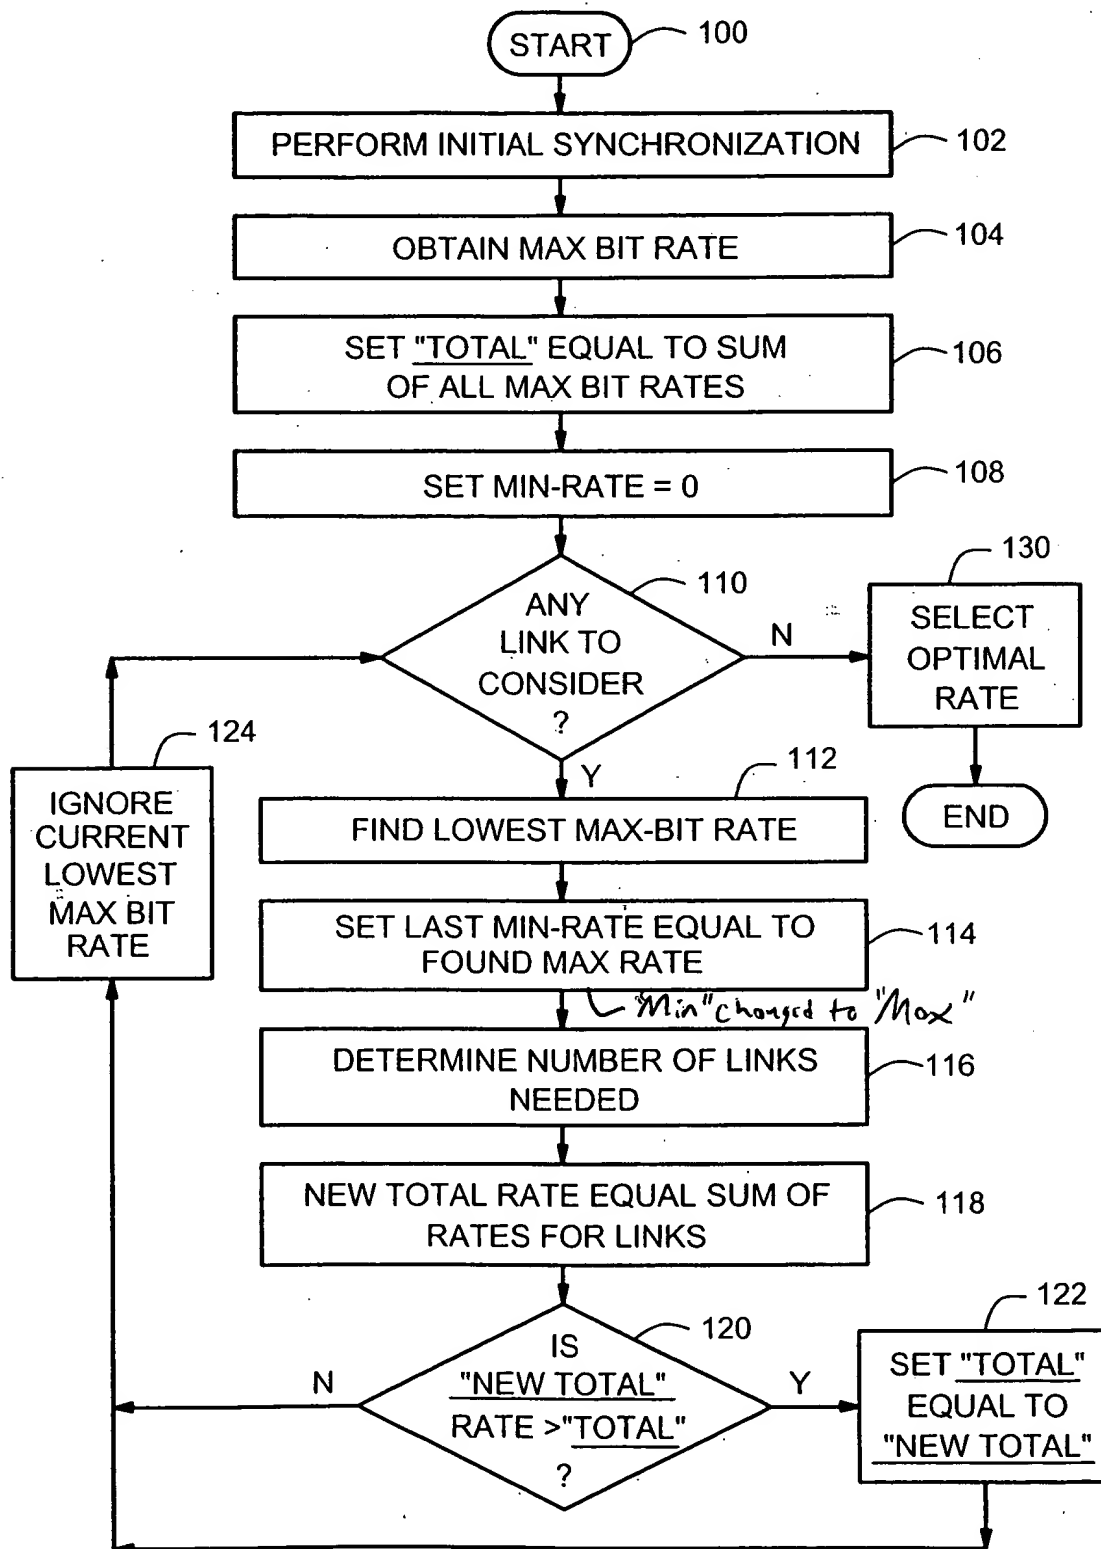 START
100
PERFORM INITIAL SYNCHRONIZATION
102
OBTAIN MAX BIT RATE
104
SET "TOTAL" EQUAL TO SUM
OF ALL MAX BIT RATES
106
SET MIN-RATE = 0
108
ANY
LINK TO
CONSIDER
?
110
N
Y
130
SELECT
OPTIMAL
RATE
END
124
IGNORE
CURRENT
LOWEST
MAX BIT
RATE
112
FIND LOWEST MAX-BIT RATE
SET LAST MIN-RATE EQUAL TO
FOUND MAX RATE
114
"Min" changed to "Max"
DETERMINE NUMBER OF LINKS
NEEDED
116
NEW TOTAL RATE EQUAL SUM OF
RATES FOR LINKS
118
IS
"NEW TOTAL"
RATE >"TOTAL"
?
120
N
Y
122
SET "TOTAL"
EQUAL TO
"NEW TOTAL"